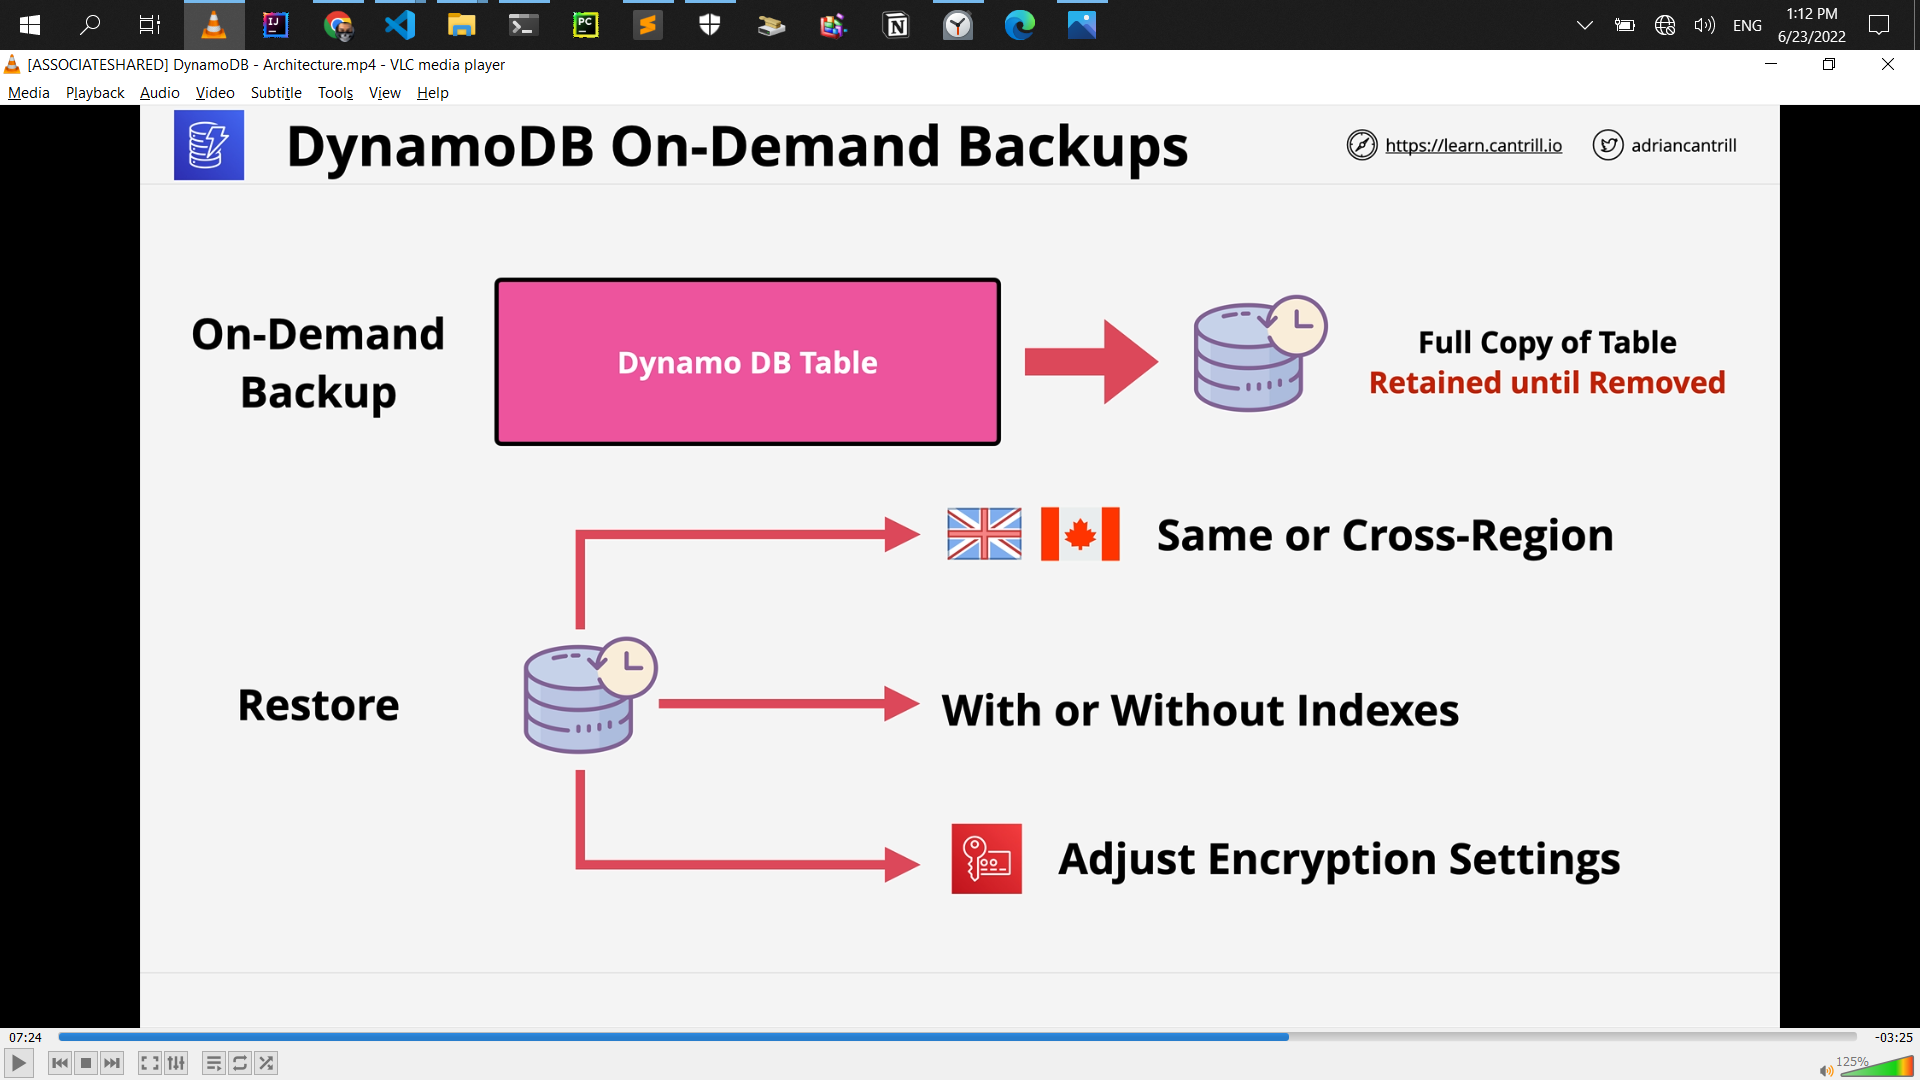 1:12 PM
ENG
6/23/2022
[ASSOCIATESHARED] DynamoDB - Architecture.mp4 - VLC media player
Media Playback Audio Video Subtitle Tools View Help
DynamoDB On-Demand Backups
https://learn.cantrill.io
adriancantrill
On-Demand
Backup
Dynamo DB Table
Full Copy of Table
Retained until Removed
Same or Cross-Region
Restore
With or Without Indexes
Adjust Encryption Settings
07:24
-03:25
125%